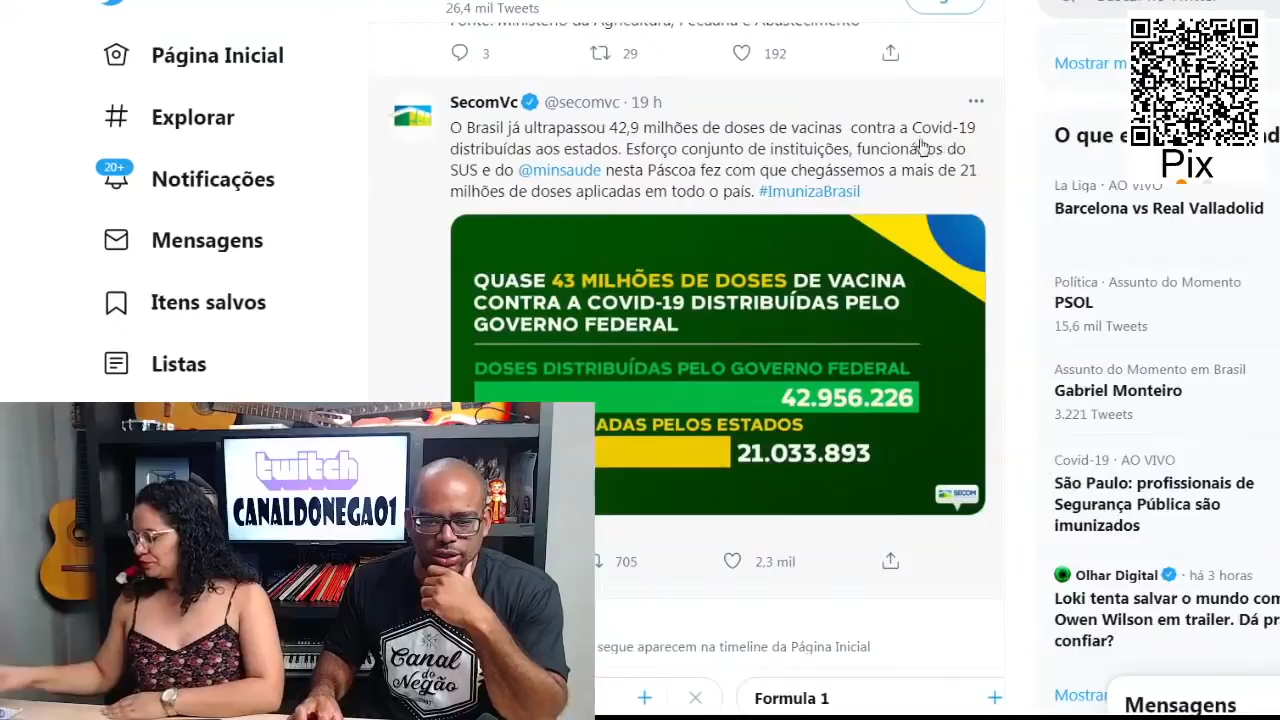 26,4 mil Tweets
Fonte: Ministério da Agricultura, Pecuária e Abastecimento
3
29
192
Página Inicial
Explorar
20+
Notificações
Mensagens
Itens salvos
Listas
SecomVc @secomvc · 19 h
O Brasil já ultrapassou 42,9 milhões de doses de vacinas contra a Covid-19
distribuídas aos estados. Esforço conjunto de instituições, funcionários do
SUS e do @minsaude nesta Páscoa fez com que chegássemos a mais de 21
milhões de doses aplicadas em todo o país. #ImunizaBrasil
QUASE 43 MILHÕES DE DOSES DE VACINA
CONTRA A COVID-19 DISTRIBUÍDAS PELO
GOVERNO FEDERAL
DOSES DISTRIBUÍDAS PELO GOVERNO FEDERAL
42.956.226
ADAS PELOS ESTADOS
21.033.893
SECOM
705
2,3 mil
segue aparecem na timeline da Página Inicial
Formula 1
Mostrar m
Pix
O que e
La Liga · AO VIVO
Barcelona vs Real Valladolid
Política · Assunto do Momento
PSOL
15,6 mil Tweets
Assunto do Momento em Brasil
Gabriel Monteiro
3.221 Tweets
Covid-19 · AO VIVO
São Paulo: profissionais de
Segurança Pública são
imunizados
Olhar Digital · há 3 horas
Loki tenta salvar o mundo com
Owen Wilson em trailer. Dá pr
confiar?
Mostrar
Mensagens
twitch
CANALDONEGAO1
Canal
do
Negão